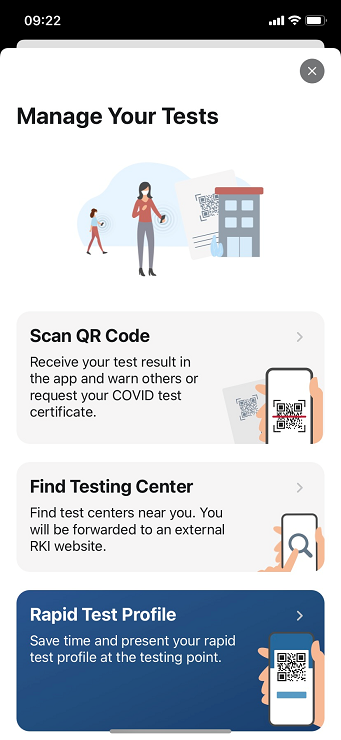 09:22
Manage Your Tests
Scan QR Code
Receive your test result in
the app and warn others or
request your COVID test
certificate.
Find Testing Center
Find test centers near you. You
will be forwarded to an external
RKI website.
Rapid Test Profile
Save time and present your rapid
test profile at the testing point.